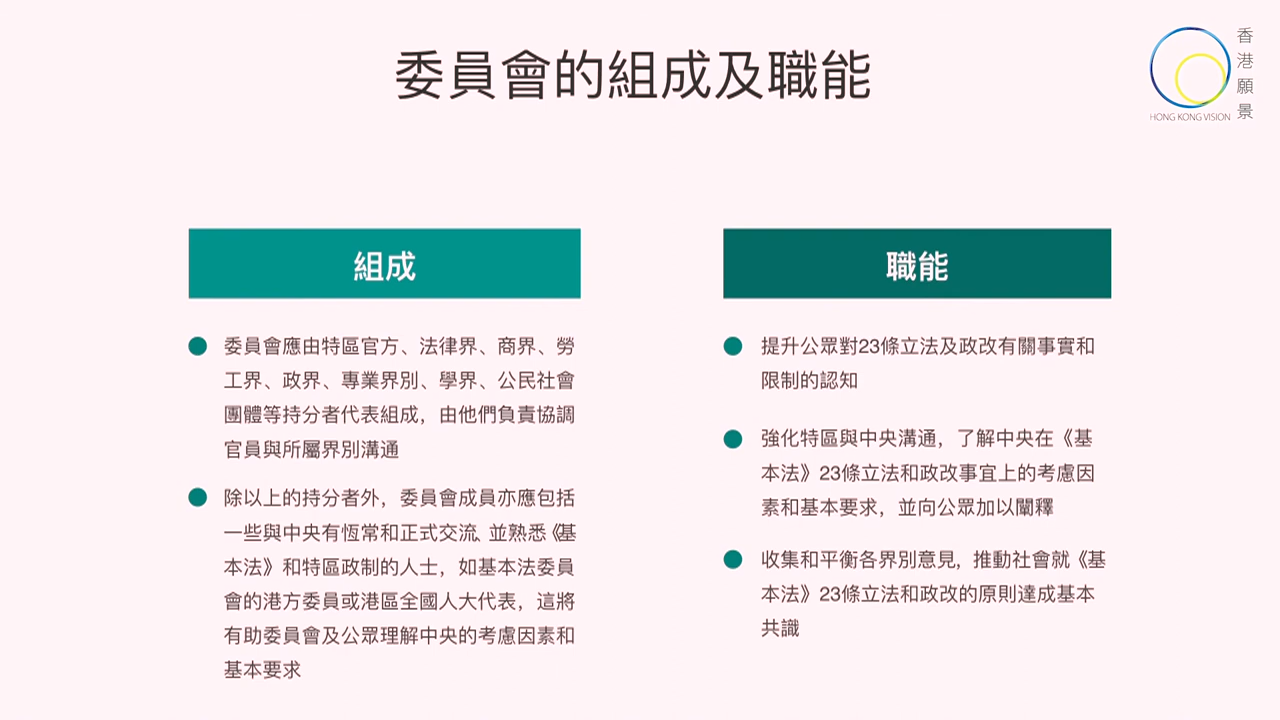 委員會的組成及職能
香港願景
HONG KONG VISION
組成
委員會應由特區官方、法律界、商界、勞
工界、政界、專業界別、學界、公民社會
團體等持分者代表組成，由他們負責協調
官員與所屬界別溝通
除以上的持分者外，委員會成員亦應包括
一些與中央有恆常和正式交流、並熟悉《基
本法》和特區政制的人士，如基本法委員
會的港方委員或港區全國人大代表，這將
有助委員會及公眾理解中央的考慮因素和
基本要求
職能
提升公眾對23條立法及政改有關事實和
限制的認知
強化特區與中央溝通，了解中央在《基
本法》23條立法和政改事宜上的考慮因
素和基本要求，並向公眾加以闡釋
收集和平衡各界別意見，推動社會就《基
本法》23條立法和政改的原則達成基本
共識